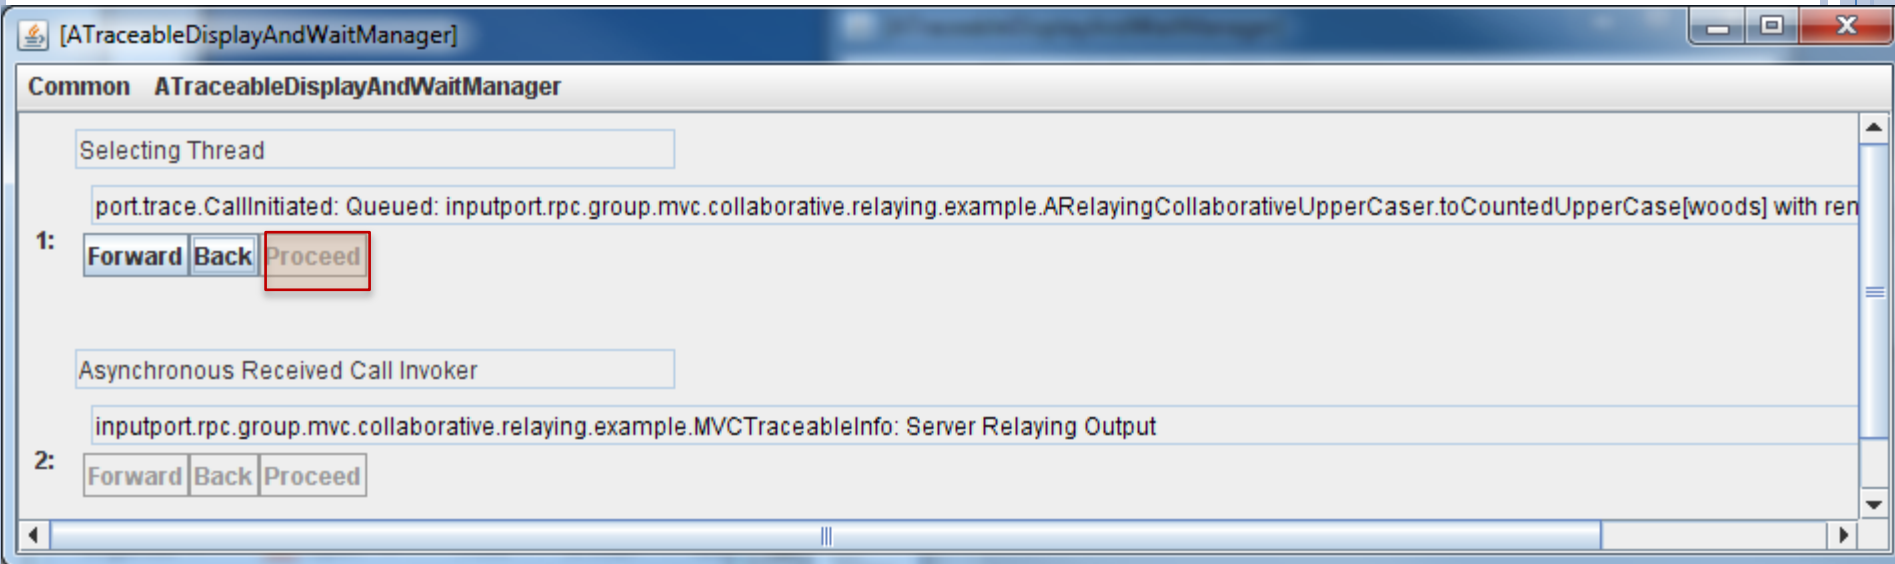 [ATraceableDisplayAndWaitManager]
Common ATraceableDisplayAndWaitManager
Selecting Thread
port.trace.CallInitiated: Queued: inputport.rpc.group.mvc.collaborative.relaying.example.ARelayingCollaborativeUpperCaser.toCountedUpperCase[woods] with ren
1:
Forward Back Proceed
Asynchronous Received Call Invoker
inputport.rpc.group.mvc.collaborative.relaying.example.MVCTraceableInfo: Server Relaying Output
2:
Forward Back Proceed